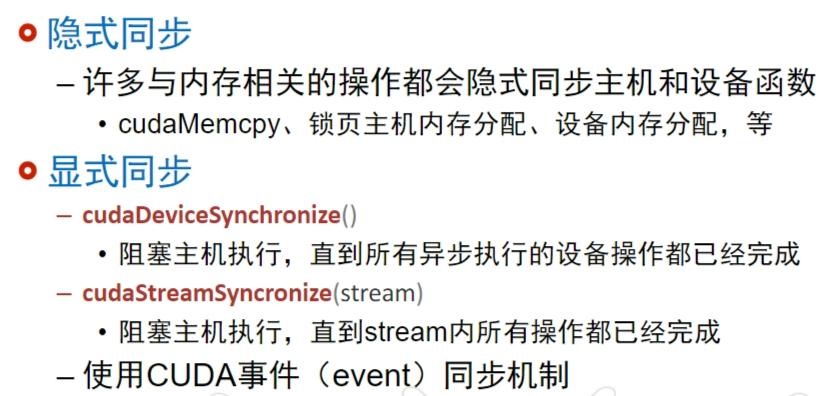 隐式同步
– 许多与内存相关的操作都会隐式同步主机和设备函数
• cudaMemcpy、锁页主机内存分配、设备内存分配，等
显式同步
– cudaDeviceSynchronize()
• 阻塞主机执行，直到所有异步执行的设备操作都已经完成
– cudaStreamSyncronize(stream)
• 阻塞主机执行，直到stream内所有操作都已经完成
– 使用CUDA事件（event）同步机制